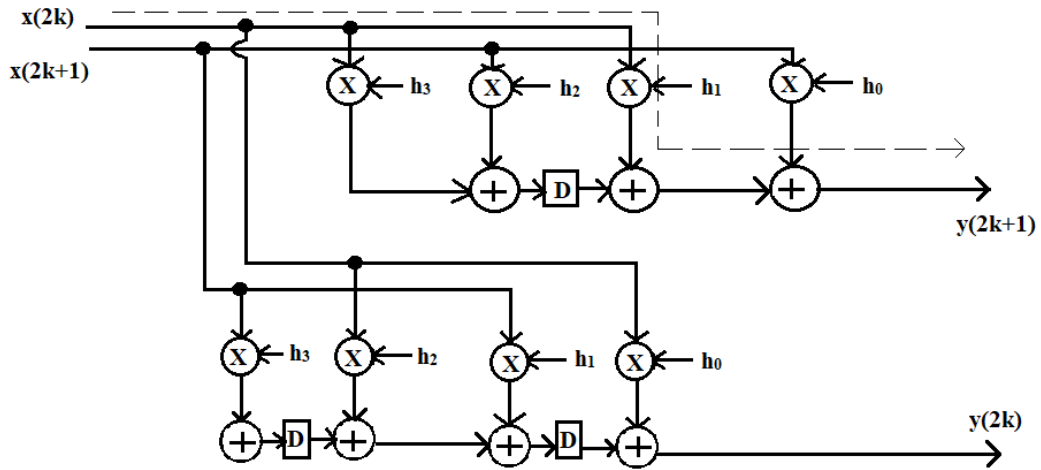 x(2k)
x(2k+1)
X h₃ X h₂ X h₁ X h₀
+ D + +
y(2k+1)
X h₃ X h₂ X h₁ X h₀
y(2k)
+ D + + D +